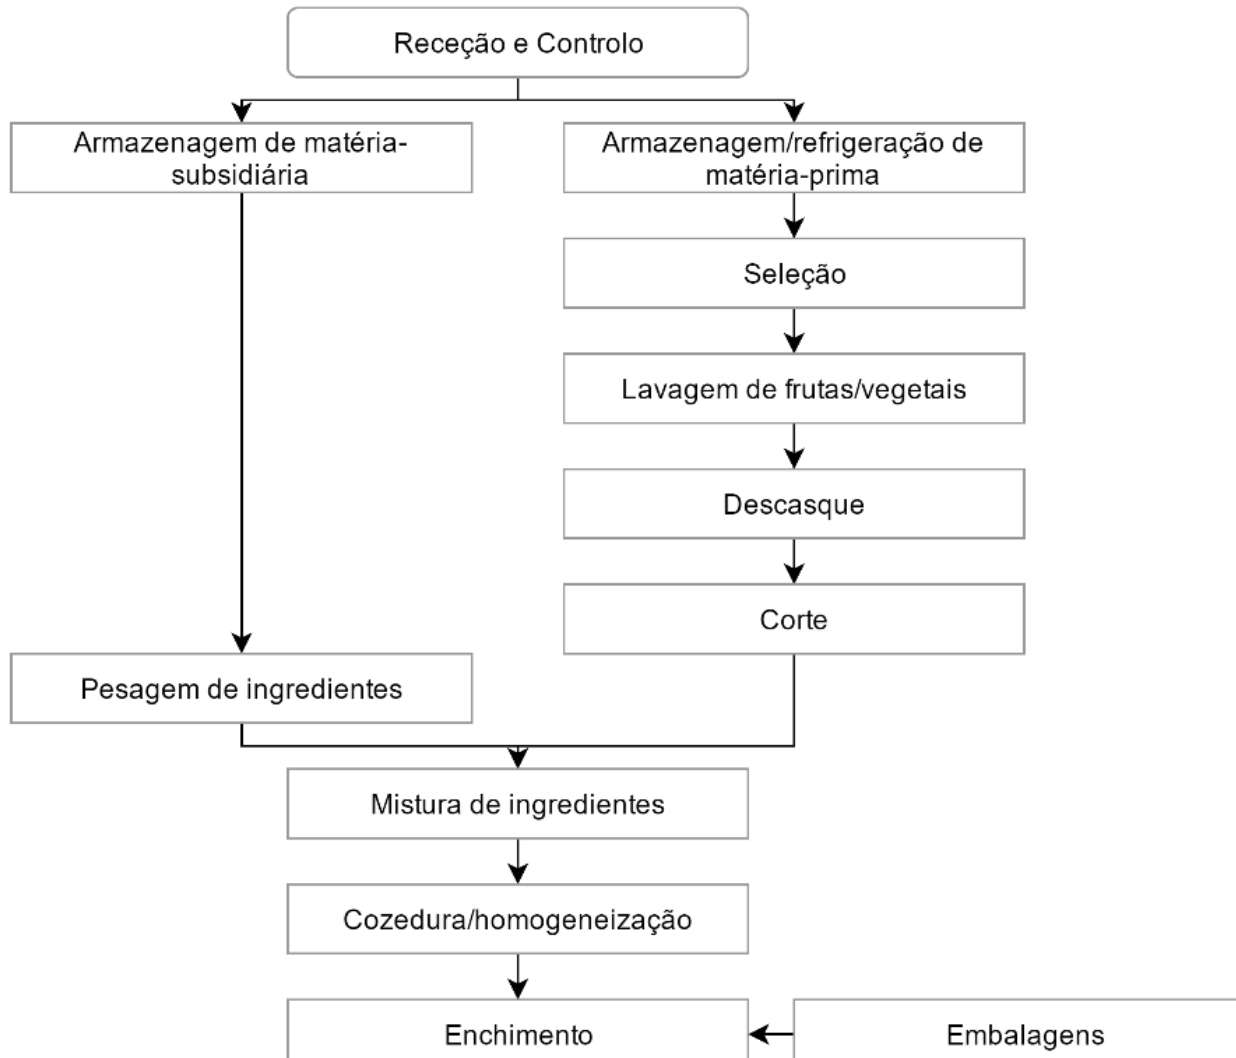 Receção e Controlo
Armazenagem de matéria-
subsidiária
Armazenagem/refrigeração de
matéria-prima
Seleção
Lavagem de frutas/vegetais
Descasque
Corte
Pesagem de ingredientes
Mistura de ingredientes
Cozedura/homogeneização
Enchimento
Embalagens